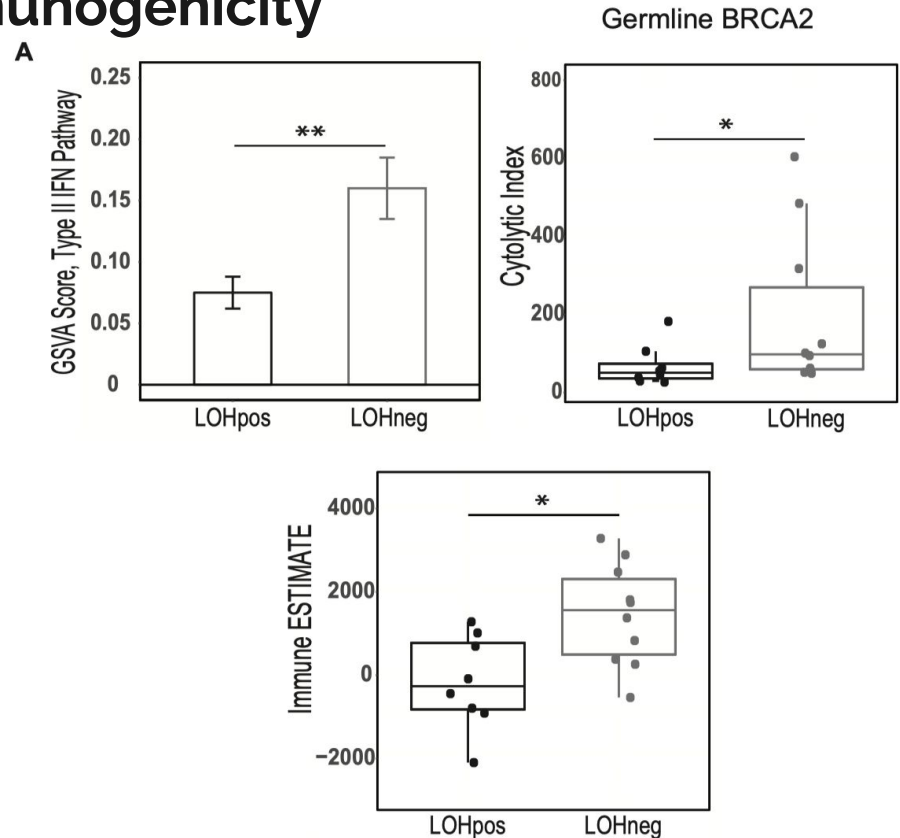 Germline BRCA2
A
GSVA Score, Type II IFN Pathway
0.25
0.20
0.15
0.10
0.05
0
**
LOHpos LOHneg
Cytolytic Index
800
600
400
200
0
*
LOHpos LOHneg
Immune ESTIMATE
4000
2000
0
−2000
*
LOHpos LOHneg